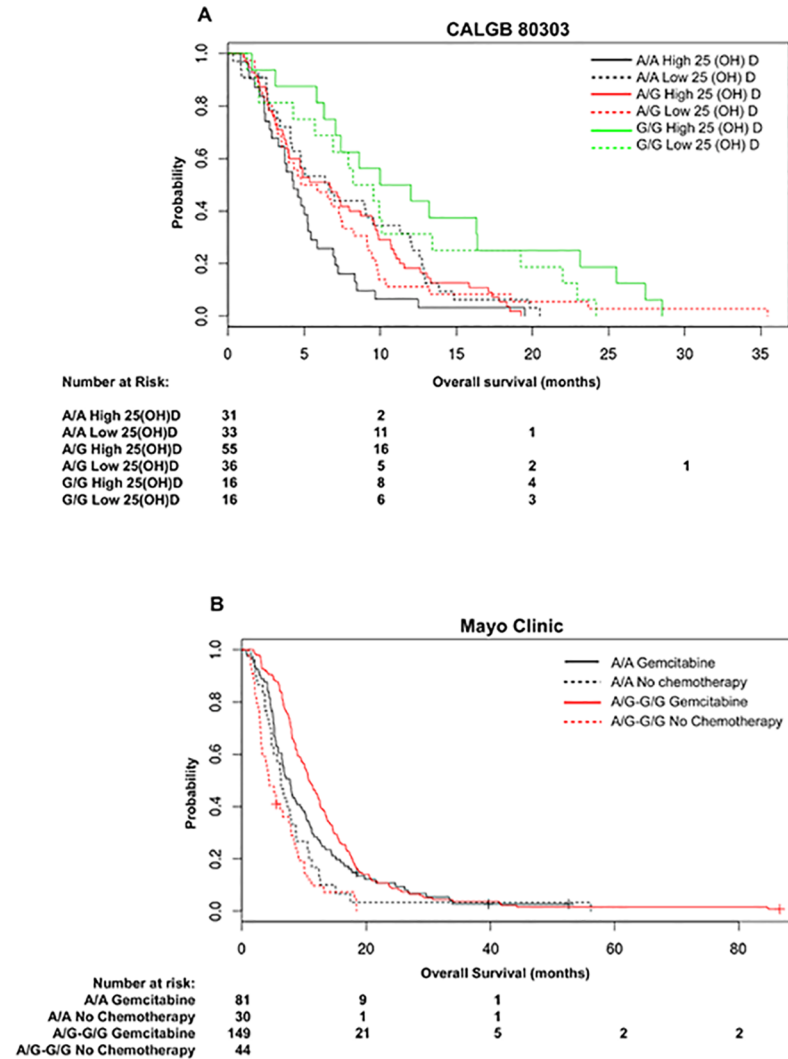 A
CALGB 80303
A/A High 25 (OH) D
A/A Low 25 (OH) D
A/G High 25 (OH) D
A/G Low 25 (OH) D
G/G High 25 (OH) D
G/G Low 25 (OH) D
Probability
1.0
0.8
0.6
0.4
0.2
0.0
0 5 10 15 20 25 30 35
Number at Risk: Overall survival (months)
A/A High 25(OH)D 31 2
A/A Low 25(OH)D 33 11 1
A/G High 25(OH)D 55 16
A/G Low 25(OH)D 36 5 2 1
G/G High 25(OH)D 16 8 4
G/G Low 25(OH)D 16 6 3
B
Mayo Clinic
A/A Gemcitabine
A/A No chemotherapy
A/G-G/G Gemcitabine
A/G-G/G No Chemotherapy
Probability
1.0
0.8
0.6
0.4
0.2
0.0
0 20 40 60 80
Overall Survival (months)
Number at risk:
A/A Gemcitabine 81 9 1
A/A No Chemotherapy 30 1 1
A/G-G/G Gemcitabine 149 21 5 2 2
A/G-G/G No Chemotherapy 44